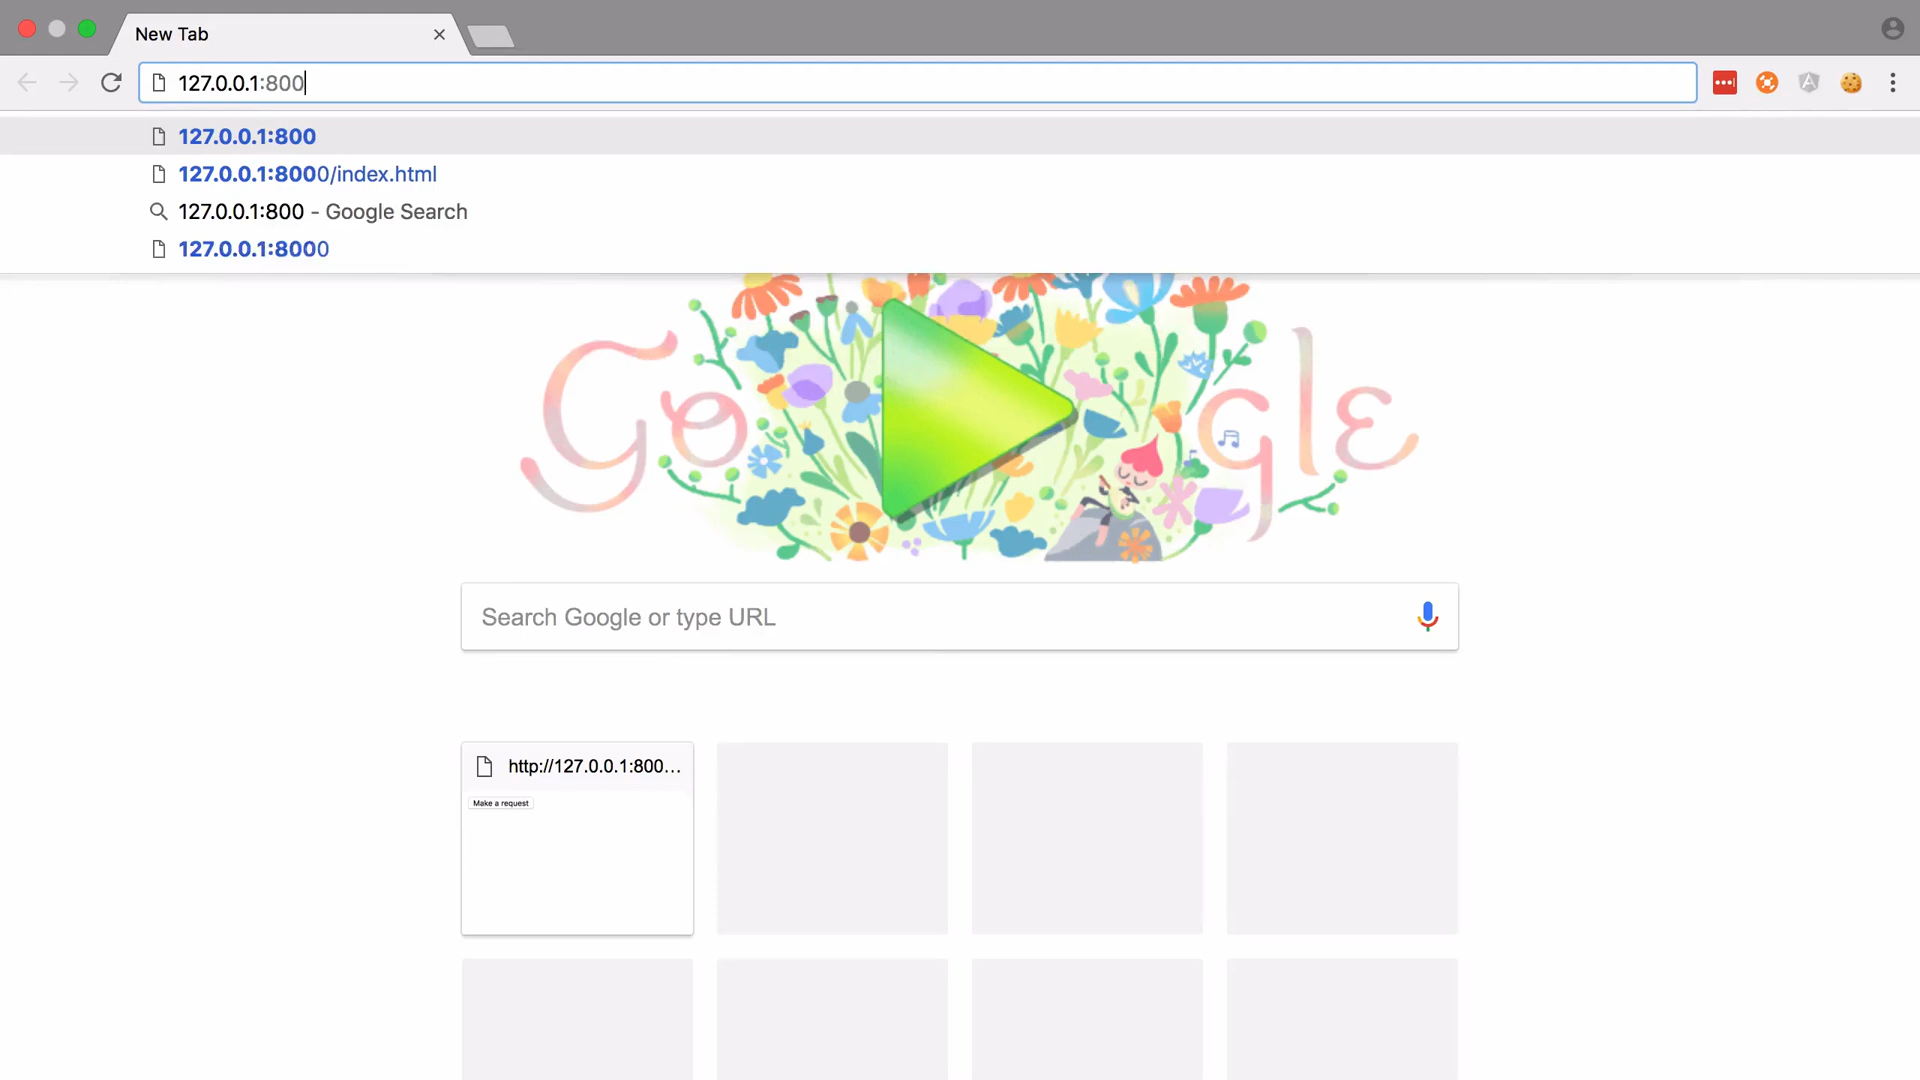 New Tab
127.0.0.1:800
127.0.0.1:800
127.0.0.1:8000/index.html
127.0.0.1:800 - Google Search
127.0.0.1:8000
Google
Search Google or type URL
http://127.0.0.1:800...
Make a request